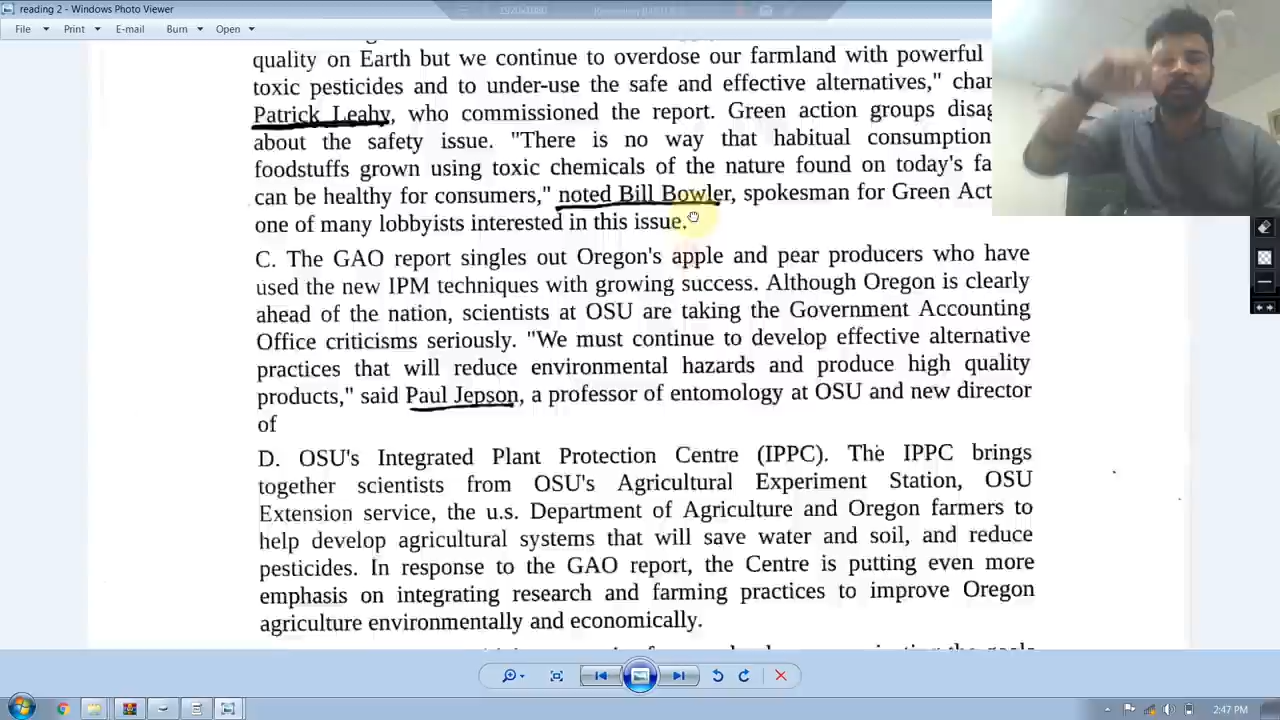 reading 2 - Windows Photo Viewer
File Print E-mail Burn Open
quality on Earth but we continue to overdose our farmland with powerful
toxic pesticides and to under-use the safe and effective alternatives,"
Patrick Leahy, who commissioned the report. Green action groups
about the safety issue. "There is no way that habitual consumption
foodstuffs grown using toxic chemicals of the nature found on today's
can be healthy for consumers," noted Bill Bowler, spokesman for Green
one of many lobbyists interested in this issue."
C. The GAO report singles out Oregon's apple and pear producers who have
used the new IPM techniques with growing success. Although Oregon is clearly
ahead of the nation, scientists at OSU are taking the Government Accounting
Office criticisms seriously. "We must continue to develop effective alternative
practices that will reduce environmental hazards and produce high quality
products," said Paul Jepson, a professor of entomology at OSU and new director
of
D. OSU's Integrated Plant Protection Centre (IPPC). The IPPC brings
together scientists from OSU's Agricultural Experiment Station, OSU
Extension service, the u.s. Department of Agriculture and Oregon farmers to
help develop agricultural systems that will save water and soil, and reduce
pesticides. In response to the GAO report, the Centre is putting even more
emphasis on integrating research and farming practices to improve Oregon
agriculture environmentally and economically.
2:47 PM